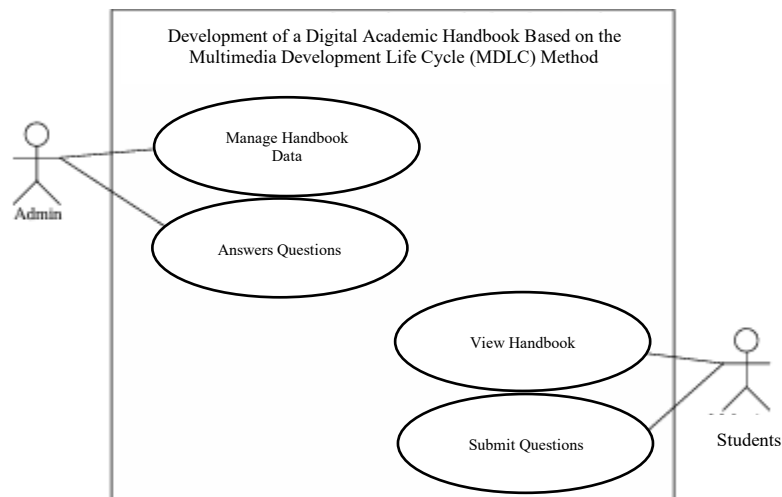 Development of a Digital Academic Handbook Based on the
Multimedia Development Life Cycle (MDLC) Method
Manage Handbook
Data
Admin
Answers Questions
View Handbook
Submit Questions
Students